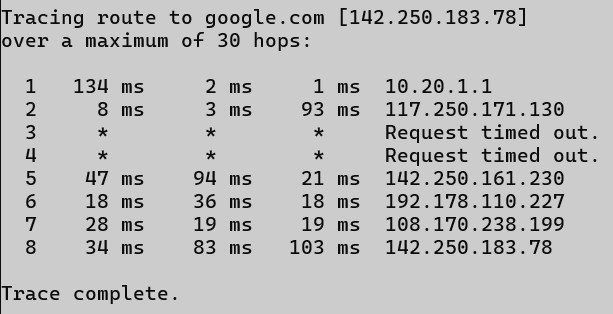 Tracing route to google.com [142.250.183.78]
over a maximum of 30 hops:
1 134 ms 2 ms 1 ms 10.20.1.1
2 8 ms 3 ms 93 ms 117.250.171.130
3 * * * Request timed out.
4 * * * Request timed out.
5 47 ms 94 ms 21 ms 142.250.161.230
6 18 ms 36 ms 18 ms 192.178.110.227
7 28 ms 19 ms 19 ms 108.170.238.199
8 34 ms 83 ms 103 ms 142.250.183.78
Trace complete.